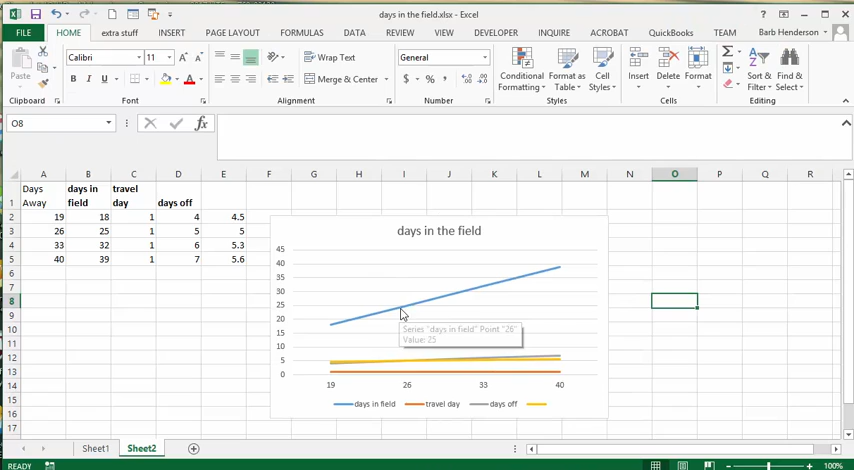 days in the field.xlsx - Excel
FILE HOME extra stuff INSERT PAGE LAYOUT FORMULAS DATA REVIEW VIEW DEVELOPER INQUIRE ACROBAT QuickBooks TEAM Barb Henderson
Calibri 11 Wrap Text General
Paste B I U Merge & Center $ % Conditional Formatting Format as Table Cell Styles Insert Delete Format Sort & Filter Find & Select
Clipboard Font Alignment Number Styles Cells Editing
O8 fx
A B C D E F G H I J K L M N O P Q R
1 Days Away days in field travel day days off
2 19 18 1 4 4.5
3 26 25 1 5 5
4 33 32 1 6 5.3
5 40 39 1 7 5.6
6
7
8
9
10
11
12
13
14
15
16
17
days in the field
45
40
35
30
25
20
15
10
5
0
Series "days in field" Point "26"
Value: 25
19 26 33 40
days in field travel day days off
Sheet1 Sheet2
READY 100%